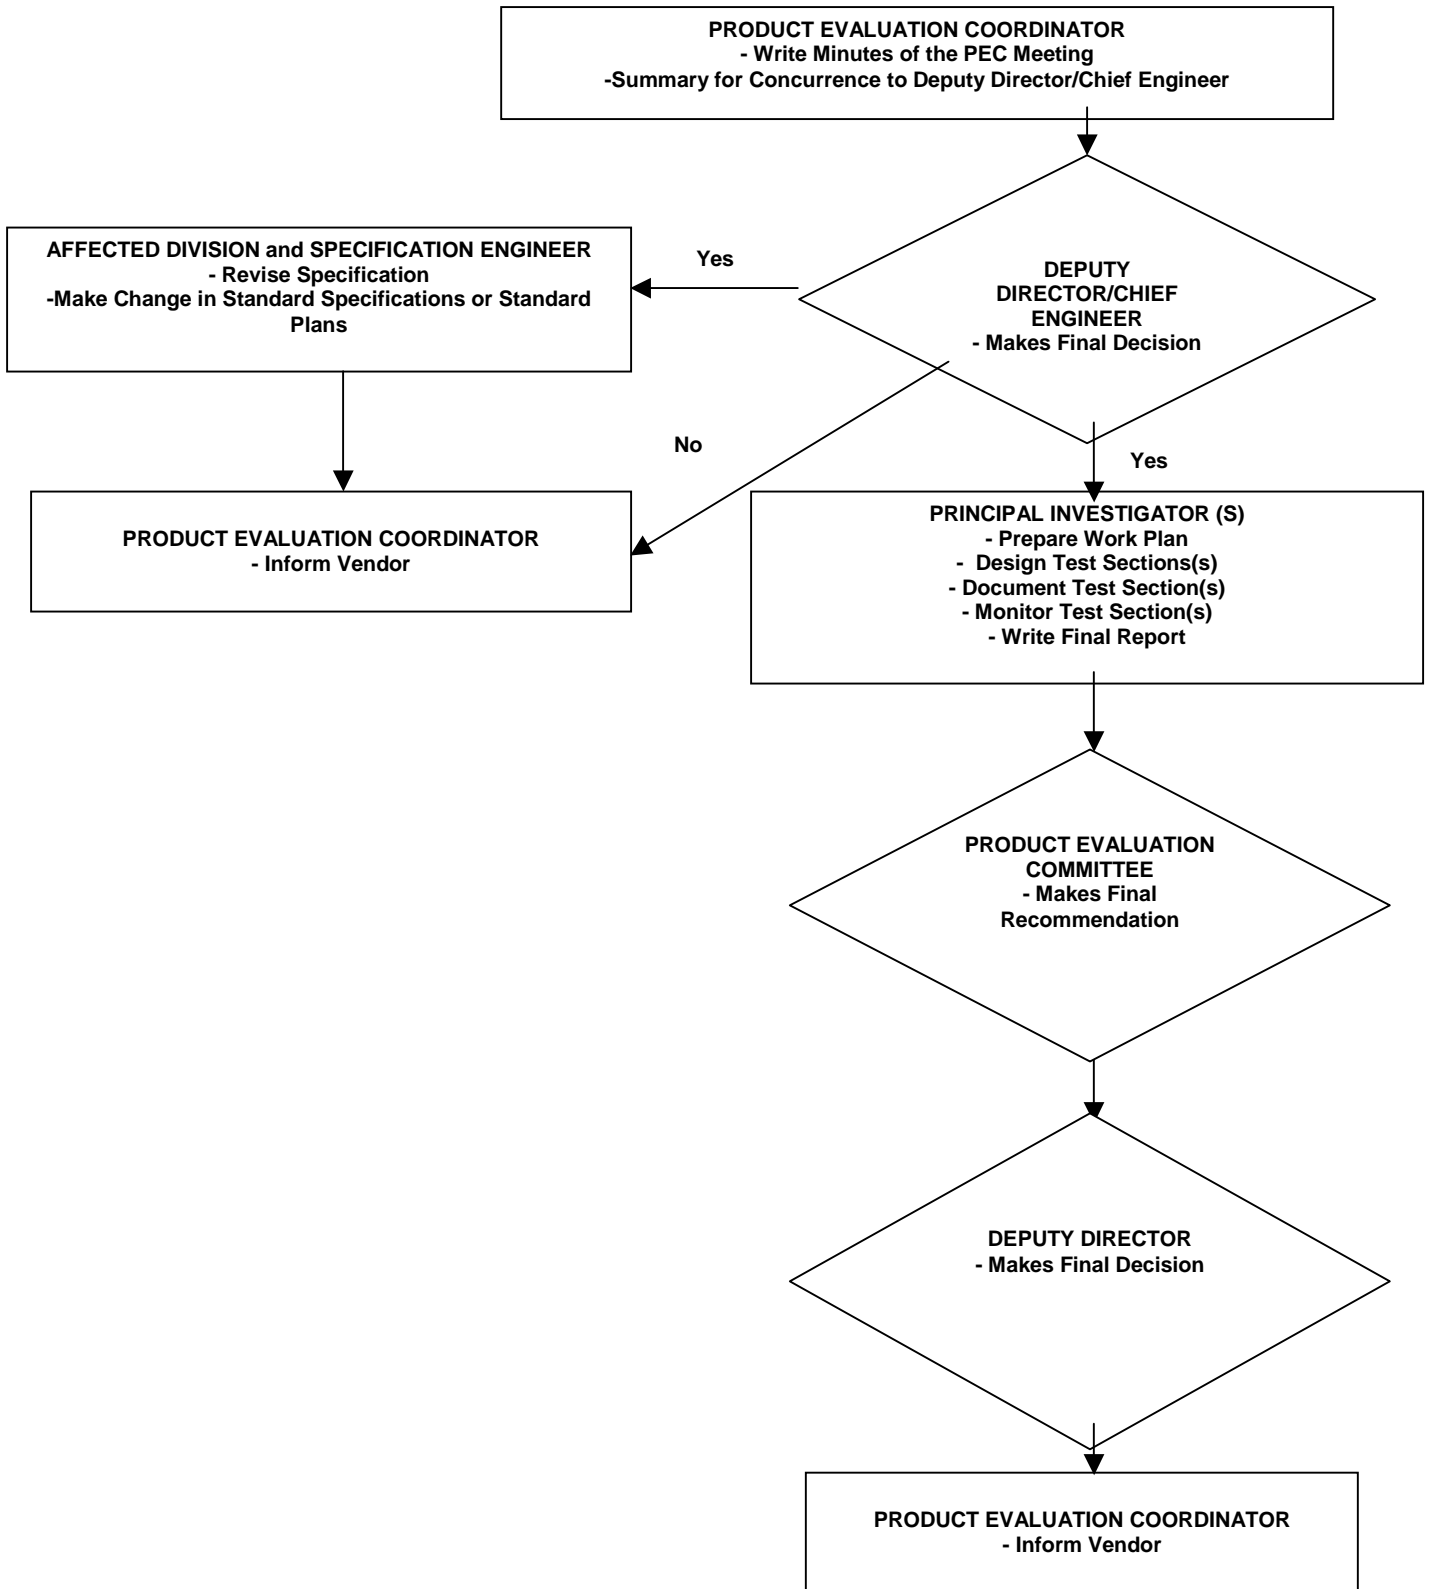 PRODUCT EVALUATION COORDINATOR
- Write Minutes of the PEC Meeting
-Summary for Concurrence to Deputy Director/Chief Engineer
AFFECTED DIVISION and SPECIFICATION ENGINEER
- Revise Specification
-Make Change in Standard Specifications or Standard
Plans
Yes
DEPUTY
DIRECTOR/CHIEF
ENGINEER
- Makes Final Decision
No
Yes
PRODUCT EVALUATION COORDINATOR
- Inform Vendor
PRINCIPAL INVESTIGATOR (S)
- Prepare Work Plan
- Design Test Sections(s)
- Document Test Section(s)
- Monitor Test Section(s)
- Write Final Report
PRODUCT EVALUATION
COMMITTEE
- Makes Final
Recommendation
DEPUTY DIRECTOR
- Makes Final Decision
PRODUCT EVALUATION COORDINATOR
- Inform Vendor